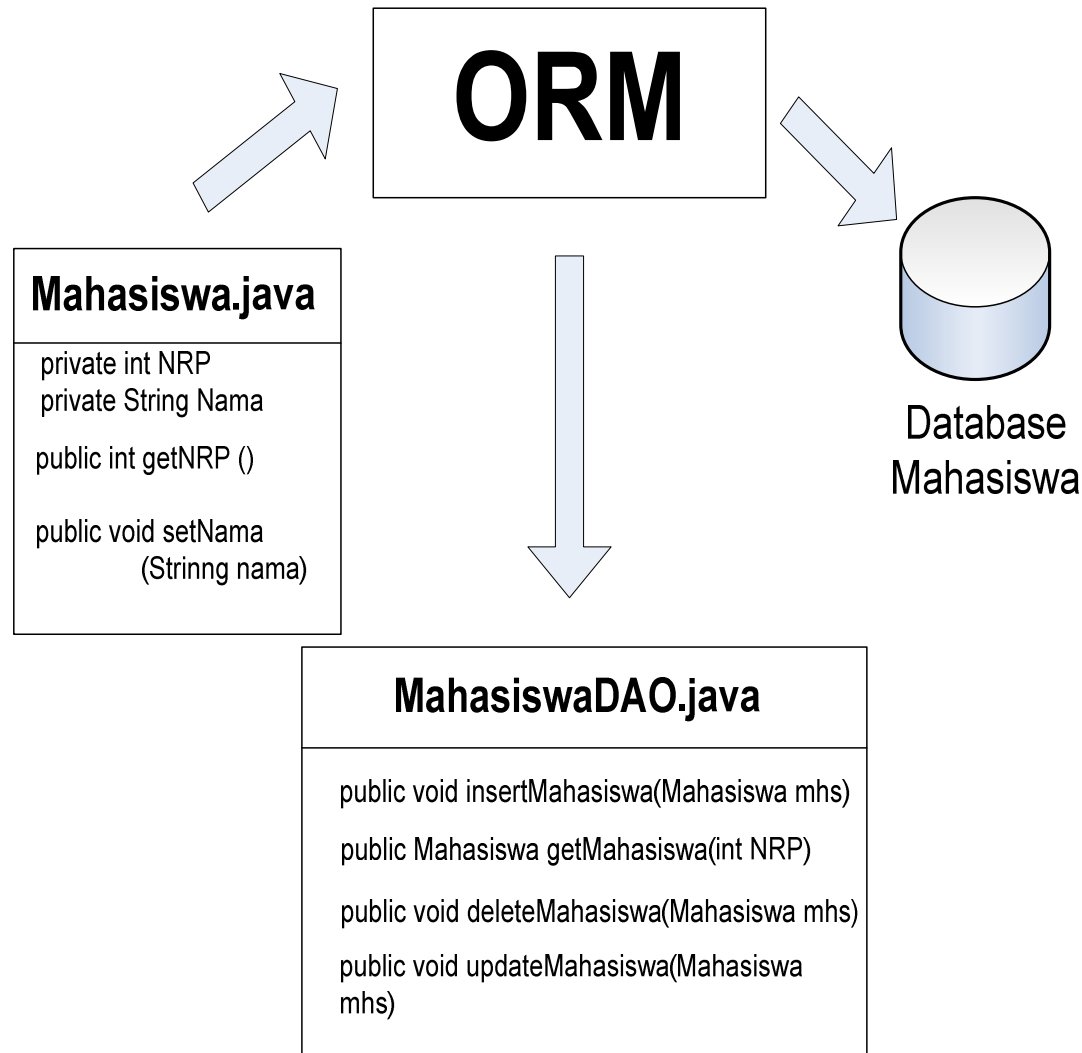 ORM
Mahasiswa.java
private int NRP
private String Nama
public int getNRP ()
public void setNama
(Strinng nama)
Database
Mahasiswa
MahasiswaDAO.java
public void insertMahasiswa(Mahasiswa mhs)
public Mahasiswa getMahasiswa(int NRP)
public void deleteMahasiswa(Mahasiswa mhs)
public void updateMahasiswa(Mahasiswa
mhs)